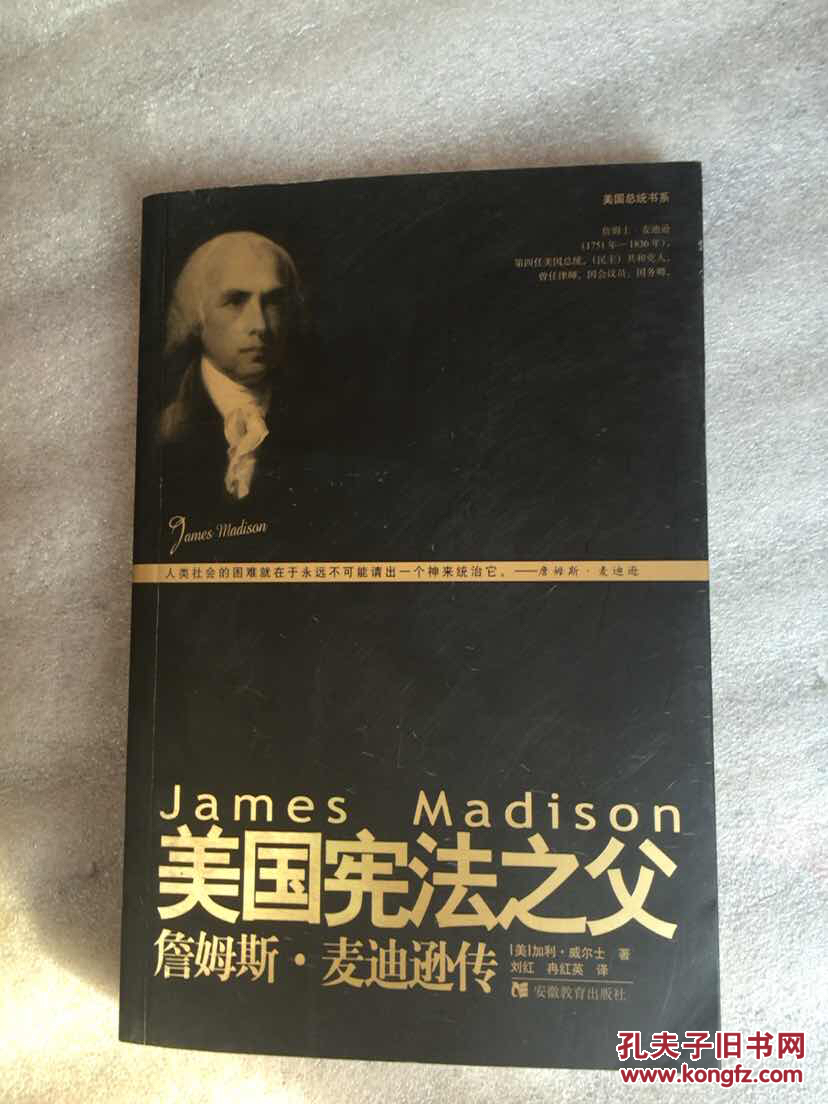 美国总统书系
詹姆士·麦迪逊
(1751年—1836年),
第四任美国总统,(民主)共和党人,
曾任律师、国会议员、国务卿。
James Madison
人类社会的困难就在于永远不可能请出一个神来统治它。——詹姆斯·麦迪逊
James Madison
美国宪法之父
詹姆斯·麦迪逊传
[美]加利·威尔士 著
刘红 冉红英 译
安徽教育出版社
孔夫子旧书网
www.kongfz.com